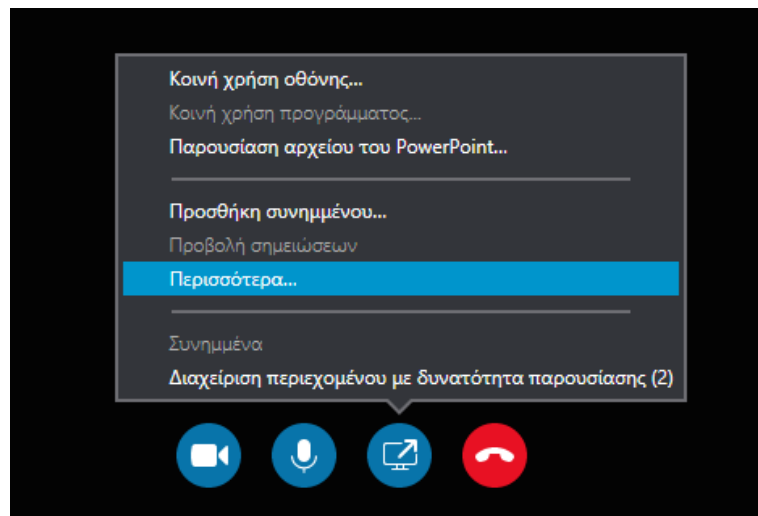 Κοινή χρήση οθόνης...
Κοινή χρήση προγράμματος...
Παρουσίαση αρχείου του PowerPoint...
Προσθήκη συνημμένου...
Προβολή σημειώσεων
Περισσότερα...
Συνημμένα
Διαχείριση περιεχομένου με δυνατότητα παρουσίασης (2)